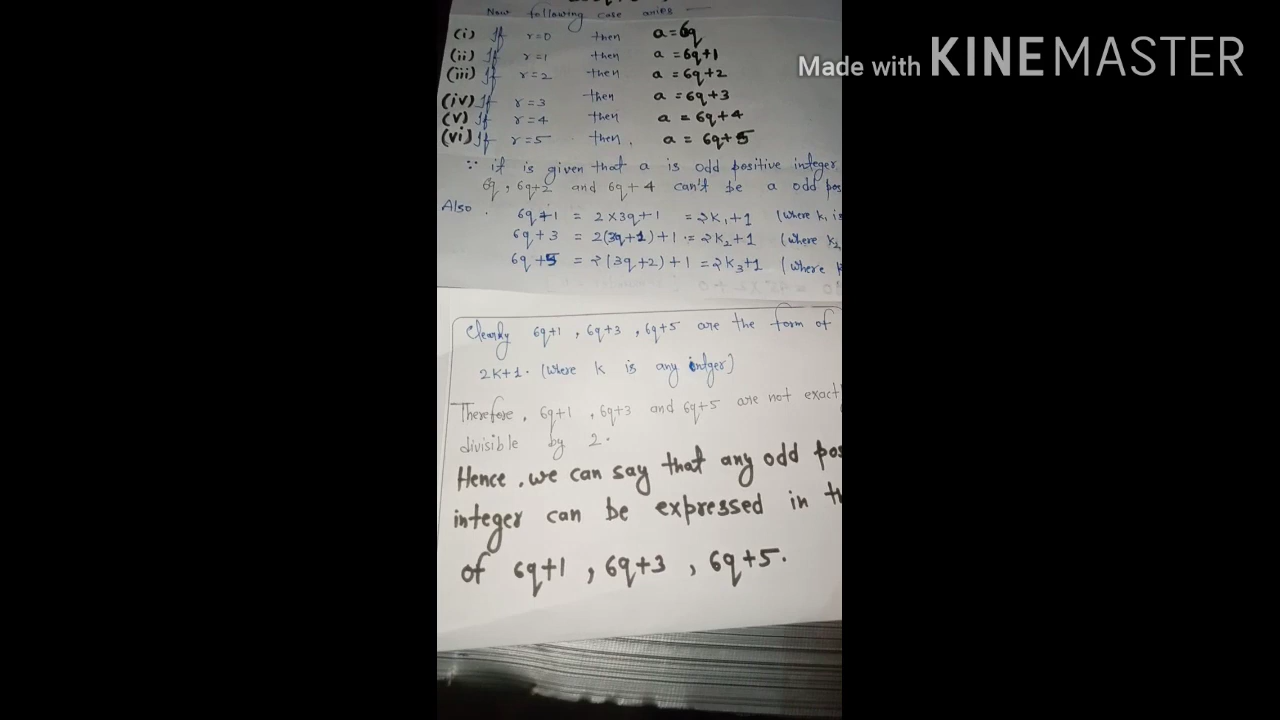 Now following case aries
Made with KINEMASTER
(i) If r=0 then a=6q
(ii) If r=1 then a=6q+1
(iii) If r=2 then a=6q+2
(iv) If r=3 then a=6q+3
(v) If r=4 then a=6q+4
(vi) If r=5 then, a=6q+5
∵ it is given that a is odd positive integer
6q, 6q+2 and 6q+4 can't be a odd pos
Also. 6q+1 = 2×3q+1 = 2k₁+1 (where k₁ is
6q+3 = 2(3q+1)+1 = 2k₂+1 (where k₂
6q+5 = 2(3q+2)+1 = 2k₃+1 (where
Clearly 6q+1, 6q+3, 6q+5 are the form of
2k+1. (where k is any intger)
Therefore, 6q+1, 6q+3 and 6q+5 are not exact
divisible by 2.
Hence, we can say that any odd pos
integer can be expressed in
of 6q+1, 6q+3, 6q+5.